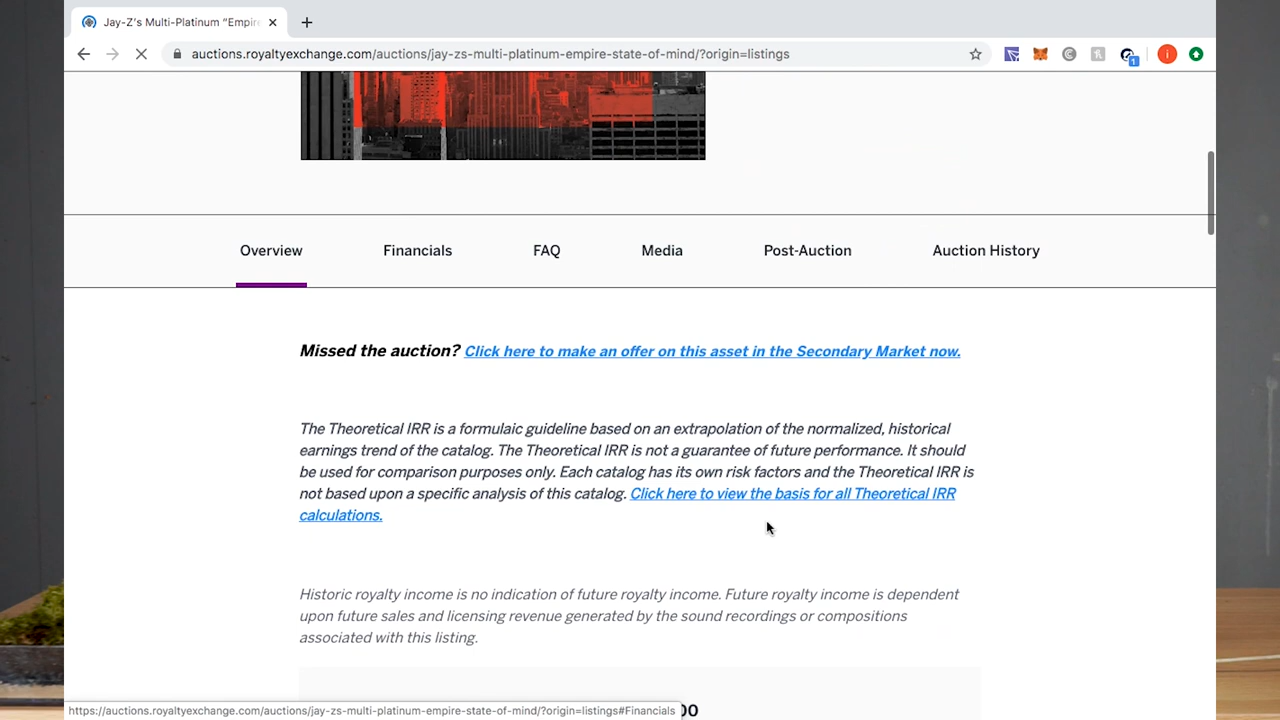 Jay-Z's Multi-Platinum "Empir
auctions.royaltyexchange.com/auctions/jay-zs-multi-platinum-empire-state-of-mind/?origin=listings
1
i
Overview Financials FAQ Media Post-Auction Auction History
Missed the auction? Click here to make an offer on this asset in the Secondary Market now.
The Theoretical IRR is a formulaic guideline based on an extrapolation of the normalized, historical
earnings trend of the catalog. The Theoretical IRR is not a guarantee of future performance. It should
be used for comparison purposes only. Each catalog has its own risk factors and the Theoretical IRR is
not based upon a specific analysis of this catalog. Click here to view the basis for all Theoretical IRR
calculations.
Historic royalty income is no indication of future royalty income. Future royalty income is dependent
upon future sales and licensing revenue generated by the sound recordings or compositions
associated with this listing.
https://auctions.royaltyexchange.com/auctions/jay-zs-multi-platinum-empire-state-of-mind/?origin=listings#Financials